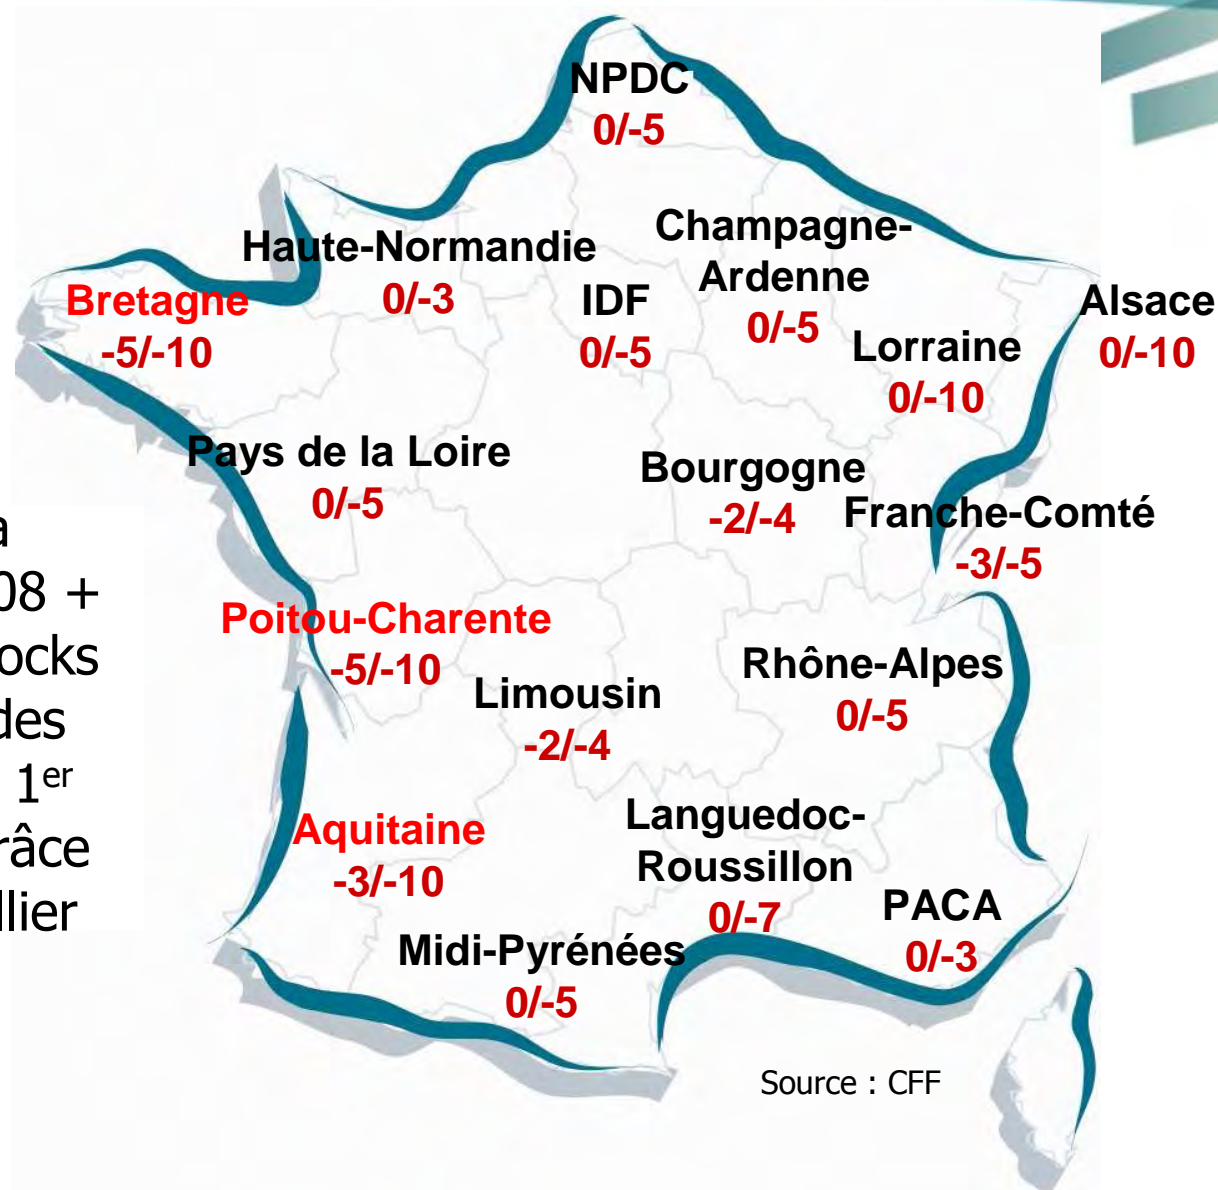 NPDC
0/-5
Champagne-
Ardenne
0/-5
Haute-Normandie
0/-3
IDF
0/-5
Bretagne
-5/-10
Alsace
0/-10
Lorraine
0/-10
Pays de la Loire
0/-5
Bourgogne
-2/-4
Franche-Comté
-3/-5
a
08 +
ocks
des
1er
râce
llier
Poitou-Charente
-5/-10
Rhône-Alpes
0/-5
Limousin
-2/-4
Languedoc-
Roussillon
0/-7
Aquitaine
-3/-10
PACA
0/-3
Midi-Pyrénées
0/-5
Source : CFF